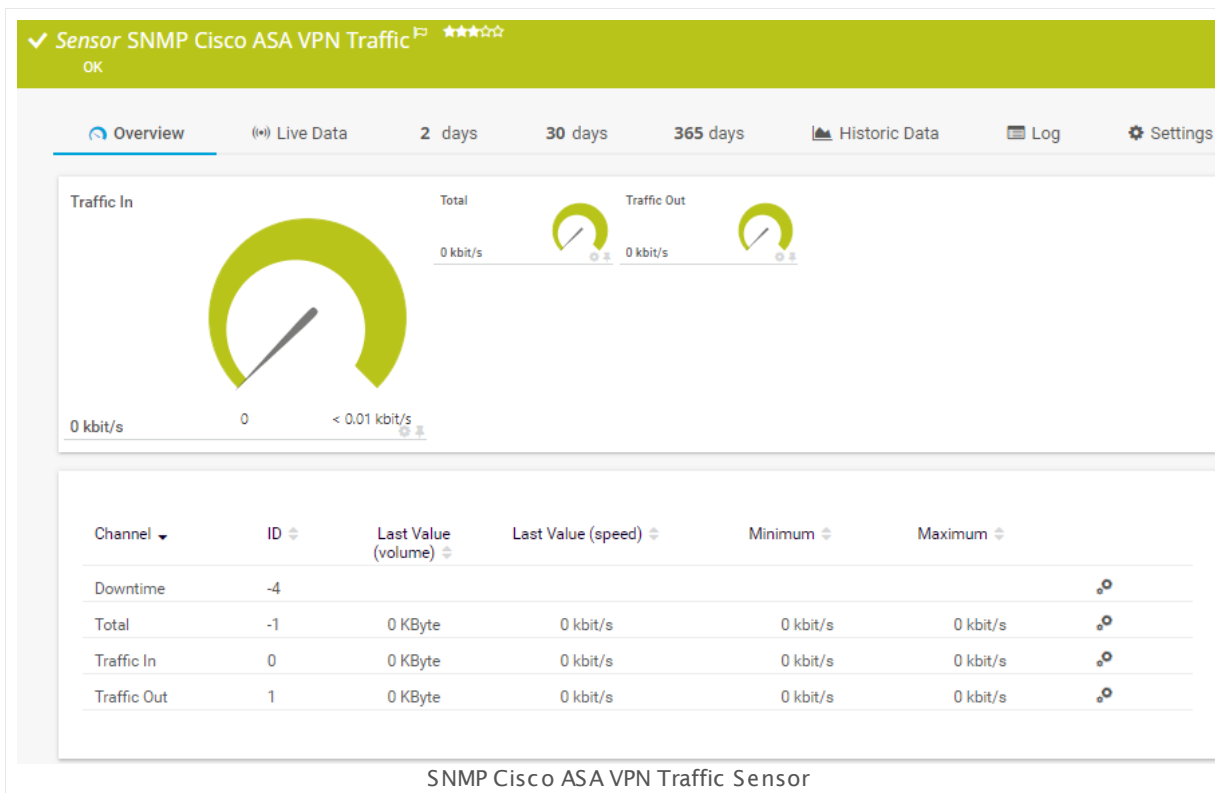 Sensor SNMP Cisco ASA VPN Traffic
OK
Overview Live Data 2 days 30 days 365 days Historic Data Log Settings
Traffic In
Total
Traffic Out
0 kbit/s
0 kbit/s
0 < 0.01 kbit/s
0 kbit/s
Channel ID Last Value (speed) Minimum Maximum
Last Value
(volume)
Downtime -4
Total -1 0 KByte 0 kbit/s 0 kbit/s 0 kbit/s
Traffic In 0 0 KByte 0 kbit/s 0 kbit/s 0 kbit/s
Traffic Out 1 0 KByte 0 kbit/s 0 kbit/s 0 kbit/s
SNMP Cisco ASA VPN Traffic Sensor